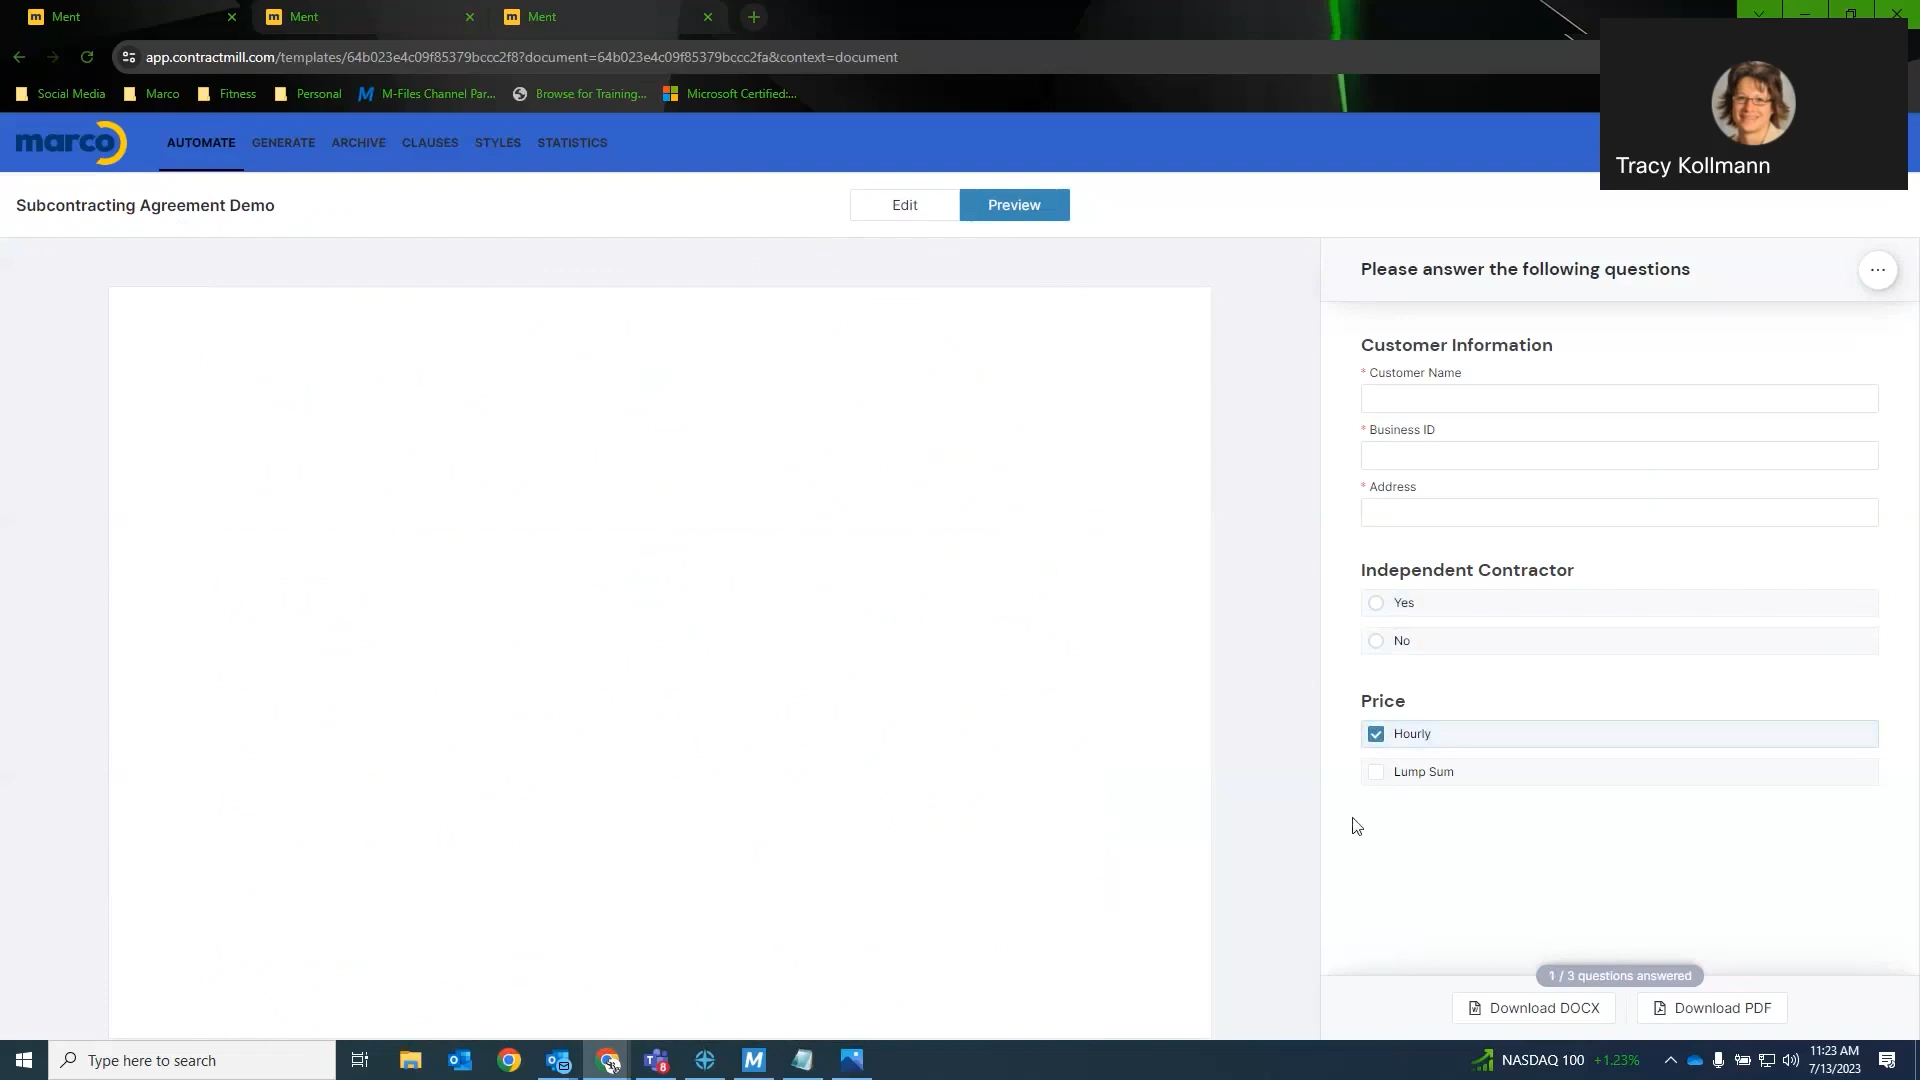 Ment
Ment
Ment
app.contractmill.com/templates/64b023e4c09f85379bccc2f8?document=64b023e4c09f85379bccc2fa&context=document
Social Media
Marco
Fitness
Personal
M-Files Channel Par...
Browse for Training...
Microsoft Certified:...
Tracy Kollmann
marco
AUTOMATE
GENERATE
ARCHIVE
CLAUSES
STYLES
STATISTICS
Subcontracting Agreement Demo
Edit
Preview
Please answer the following questions
Customer Information
* Customer Name
* Business ID
* Address
Independent Contractor
Yes
No
Price
Hourly
Lump Sum
1 / 3 questions answered
Download DOCX
Download PDF
Type here to search
8
NASDAQ 100 +1.23%
11:23 AM
7/13/2023